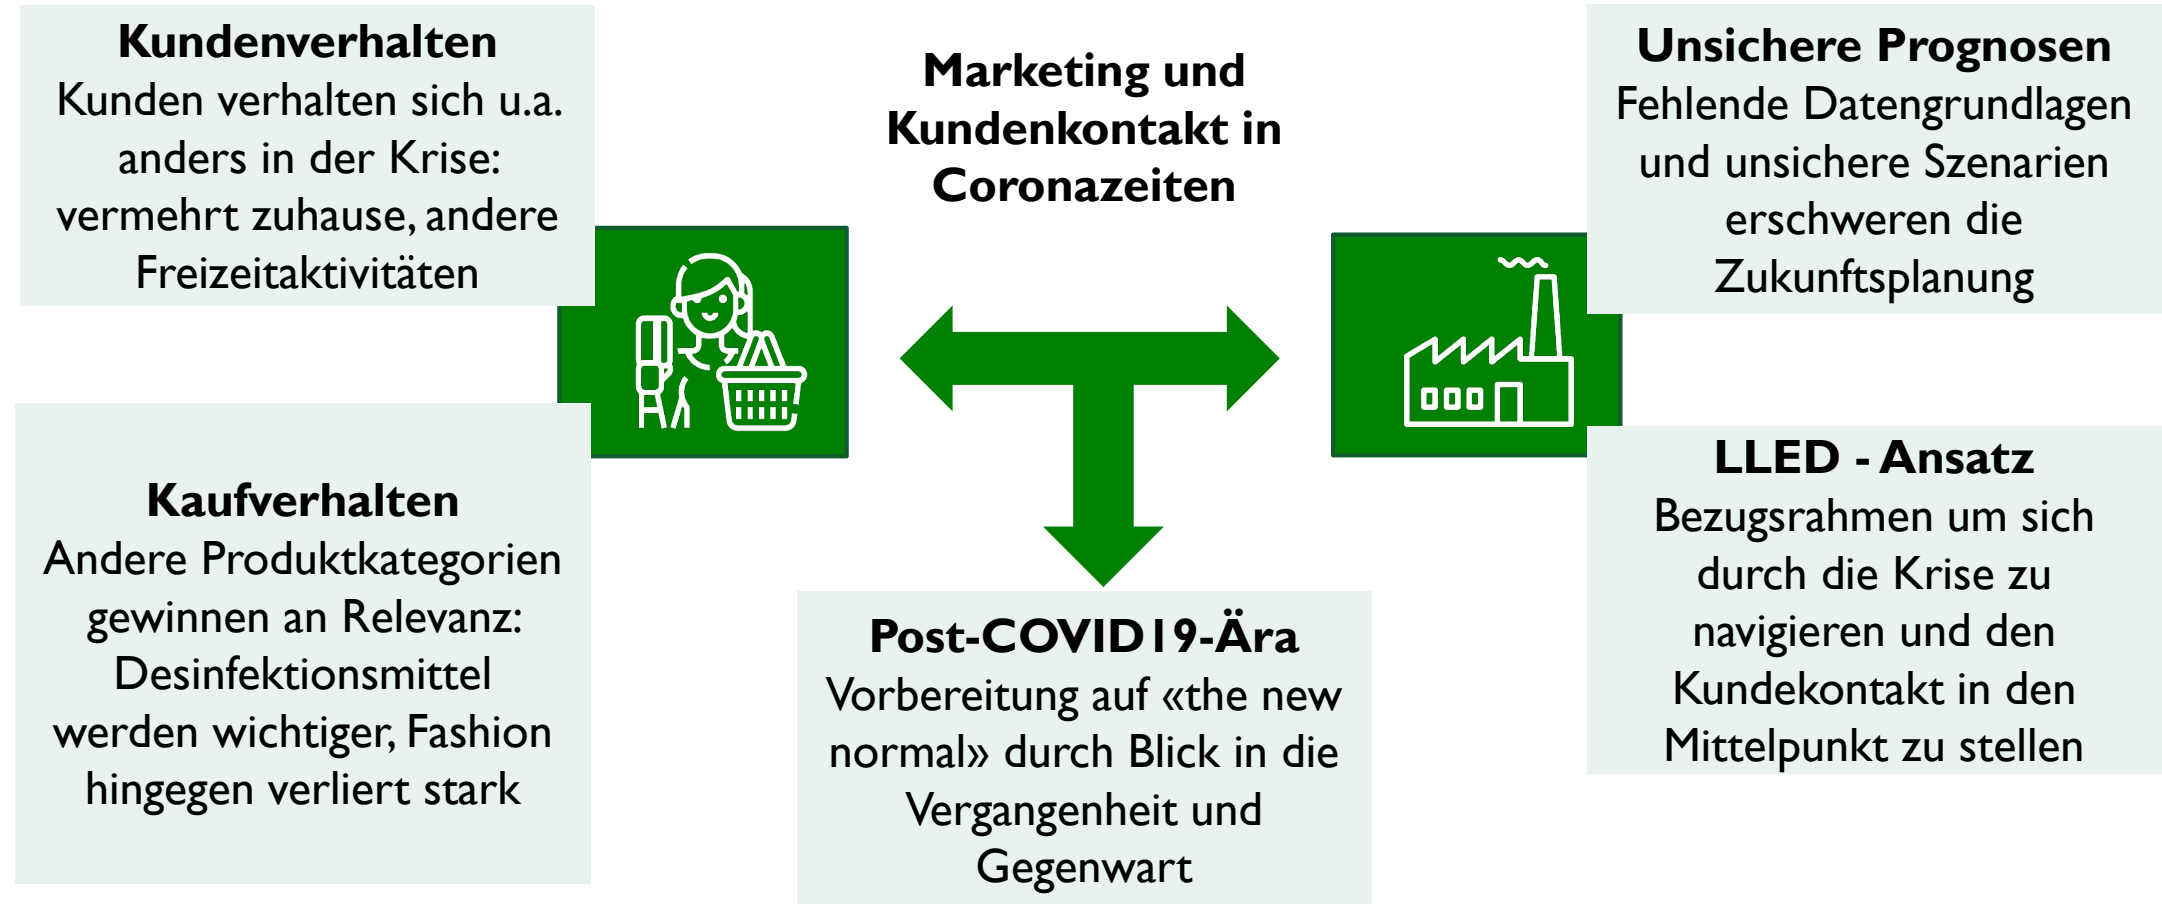 Kundenverhalten
Kunden verhalten sich u.a.
anders in der Krise:
vermehrt zuhause, andere
Freizeitaktivitäten
Kaufverhalten
Andere Produktkategorien
gewinnen an Relevanz:
Desinfektionsmittel
werden wichtiger, Fashion
hingegen verliert stark
Marketing und
Kundenkontakt in
Coronazeiten
Post-COVID19-Ära
Vorbereitung auf «the new
normal» durch Blick in die
Vergangenheit und
Gegenwart
Unsichere Prognosen
Fehlende Datengrundlagen
und unsichere Szenarien
erschweren die
Zukunftsplanung
LLED - Ansatz
Bezugsrahmen um sich
durch die Krise zu
navigieren und den
Kundekontakt in den
Mittelpunkt zu stellen